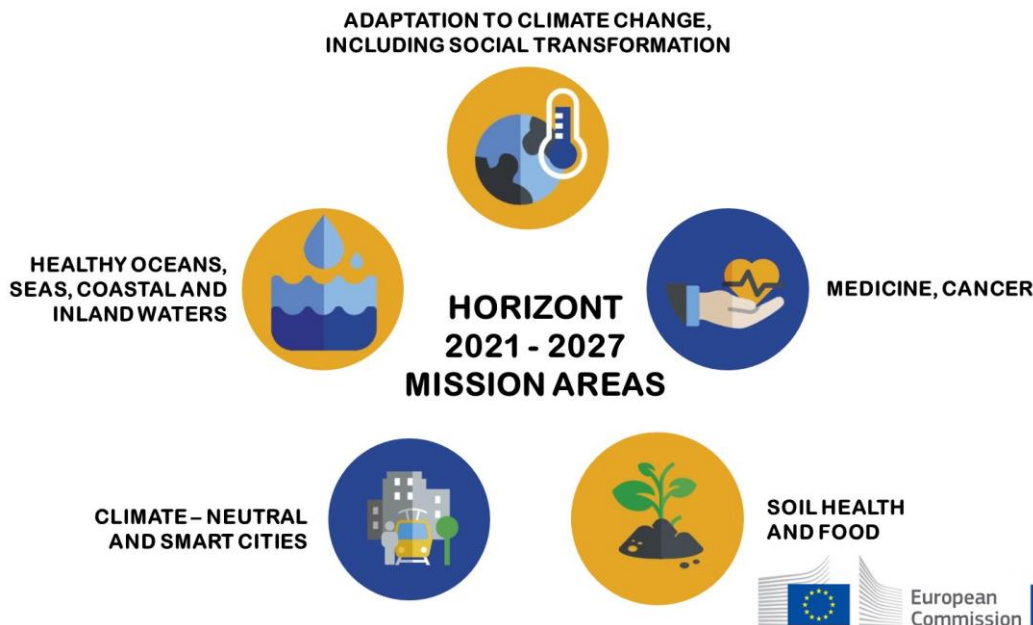 ADAPTATION TO CLIMATE CHANGE,
INCLUDING SOCIAL TRANSFORMATION
HEALTHY OCEANS,
SEAS, COASTAL AND
INLAND WATERS
HORIZONT
2021 - 2027
MISSION AREAS
MEDICINE, CANCER
CLIMATE – NEUTRAL
AND SMART CITIES
SOIL HEALTH
AND FOOD
European
Commission